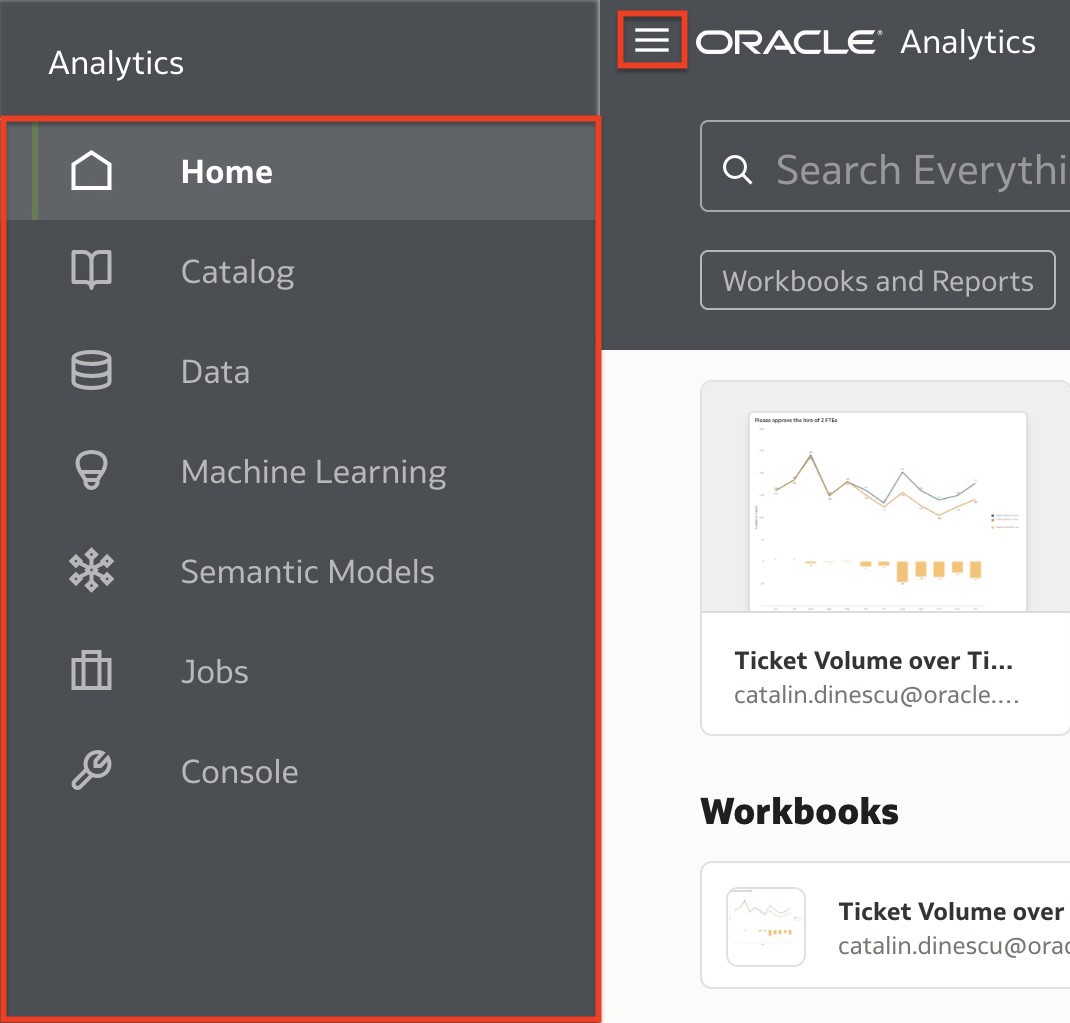 Analytics
Home
Catalog
Data
Machine Learning
Semantic Models
Jobs
Console
ORACLE® Analytics
Search Everythi
Workbooks and Reports
Please approve the hire of 2 FTEs
Ticket Volume over Ti...
catalin.dinescu@oracle....
Workbooks
Ticket Volume over
catalin.dinescu@orac